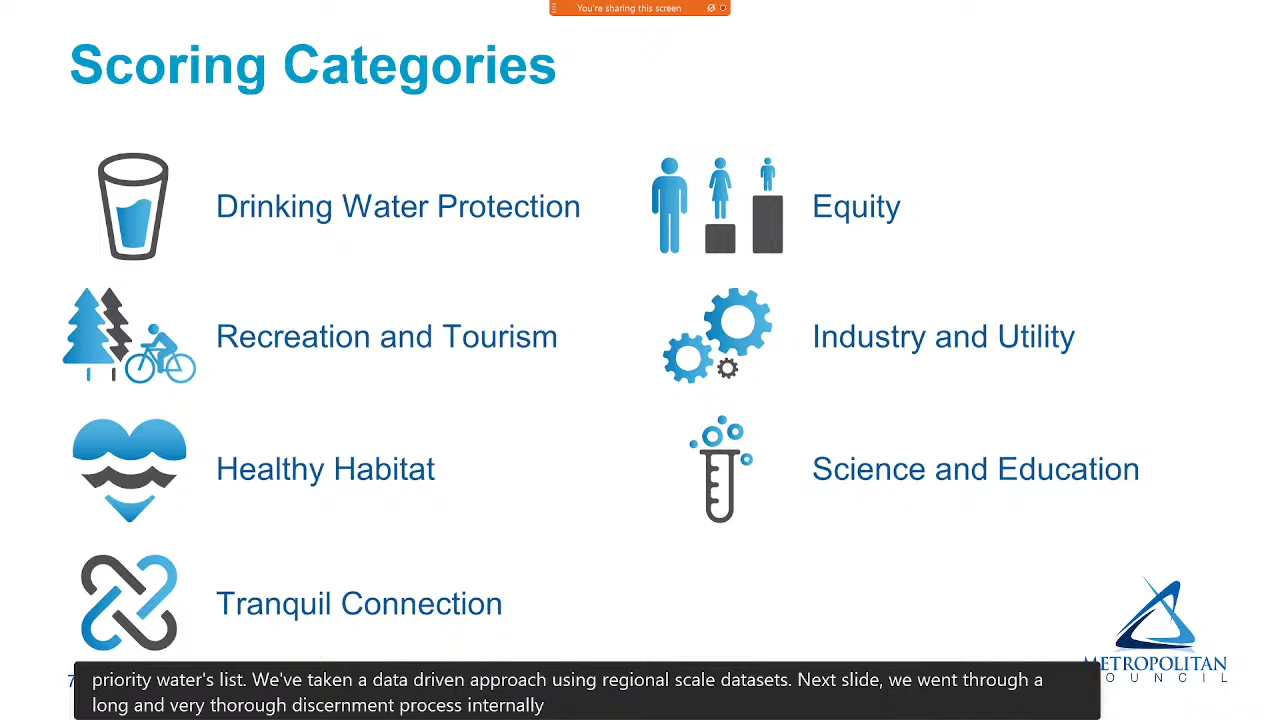 You're sharing this screen
Scoring Categories
Drinking Water Protection
Equity
Recreation and Tourism
Industry and Utility
Healthy Habitat
Science and Education
Tranquil Connection
METROPOLITAN
COUNCIL
7
priority water's list. We've taken a data driven approach using regional scale datasets. Next slide, we went through a
long and very thorough discernment process internally